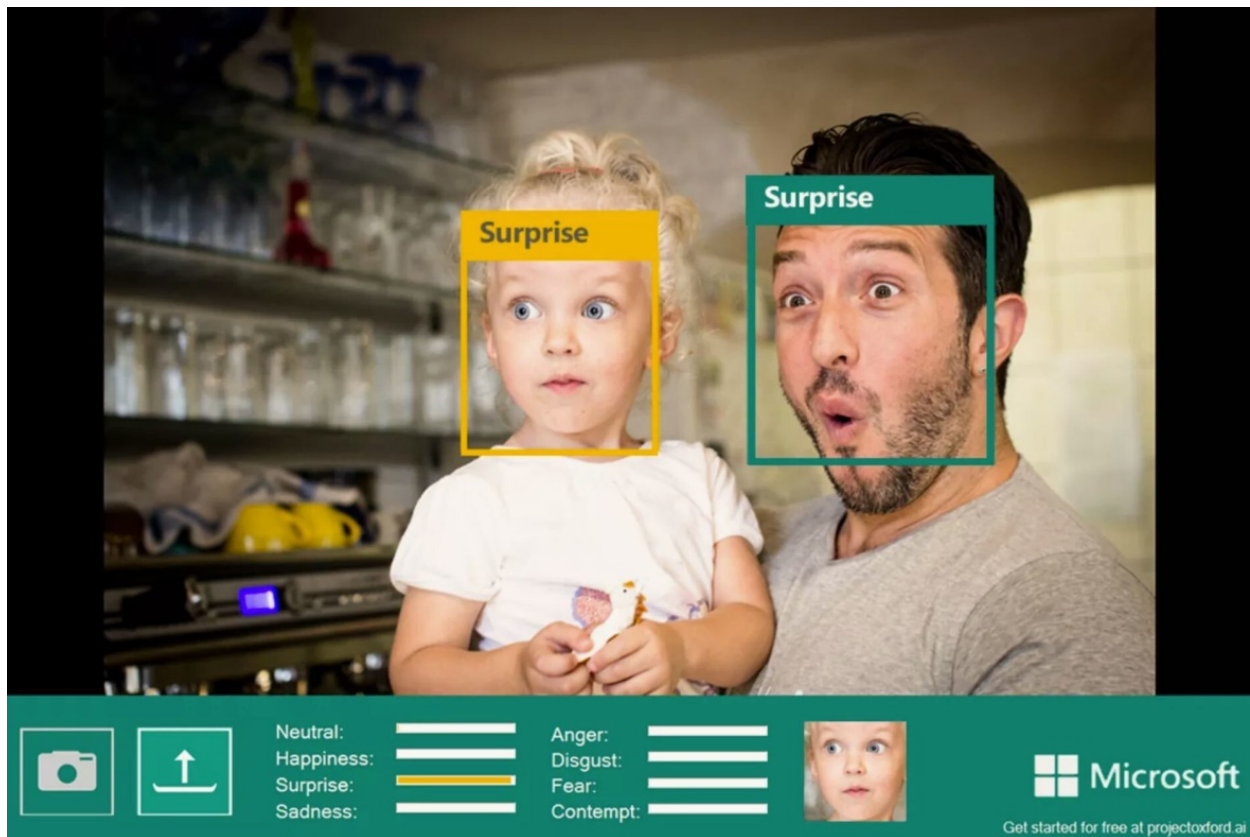 Surprise
Surprise
Neutral:
Happiness:
Surprise:
Sadness:
Anger:
Disgust:
Fear:
Contempt:
Microsoft
Get started for free at projectoxford.ai